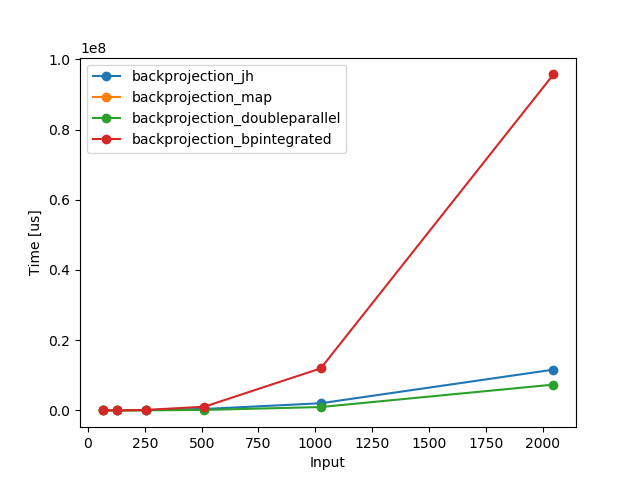 1e8
1.0
0.8
0.6
0.4
0.2
0.0
Time [us]
backprojection_jh
backprojection_map
backprojection_doubleparallel
backprojection_bpintegrated
0 250 500 750 1000 1250 1500 1750 2000
Input